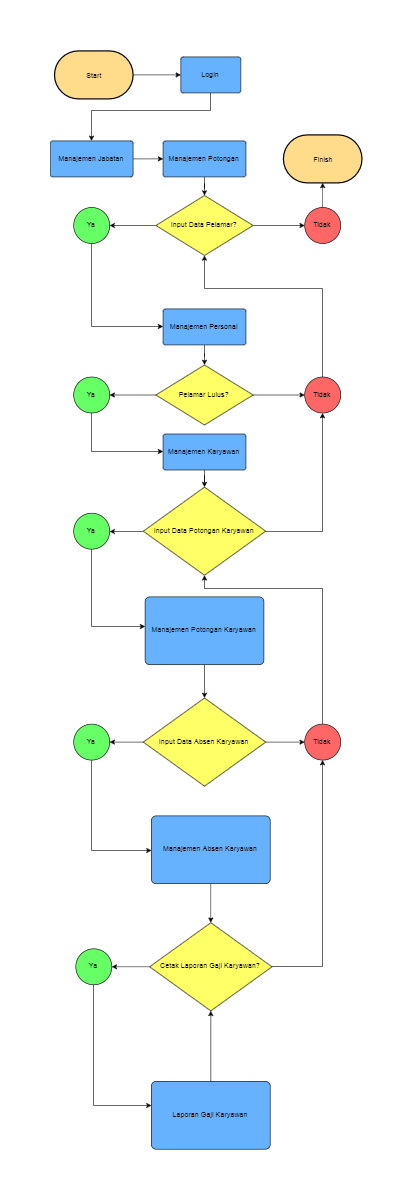 Start
Login
Manajemen Jabatan
Manajemen Potongan
Finish
Ya
Input Data Pelamar?
Tidak
Manajemen Personal
Ya
Pelamar Lulus?
Tidak
Manajemen Karyawan
Ya
Input Data Potongan Karyawan
Manajemen Potongan Karyawan
Ya
Input Data Absen Karyawan
Tidak
Manajemen Absen Karyawan
Ya
Cetak Laporan Gaji Karyawan?
Laporan Gaji Karyawan